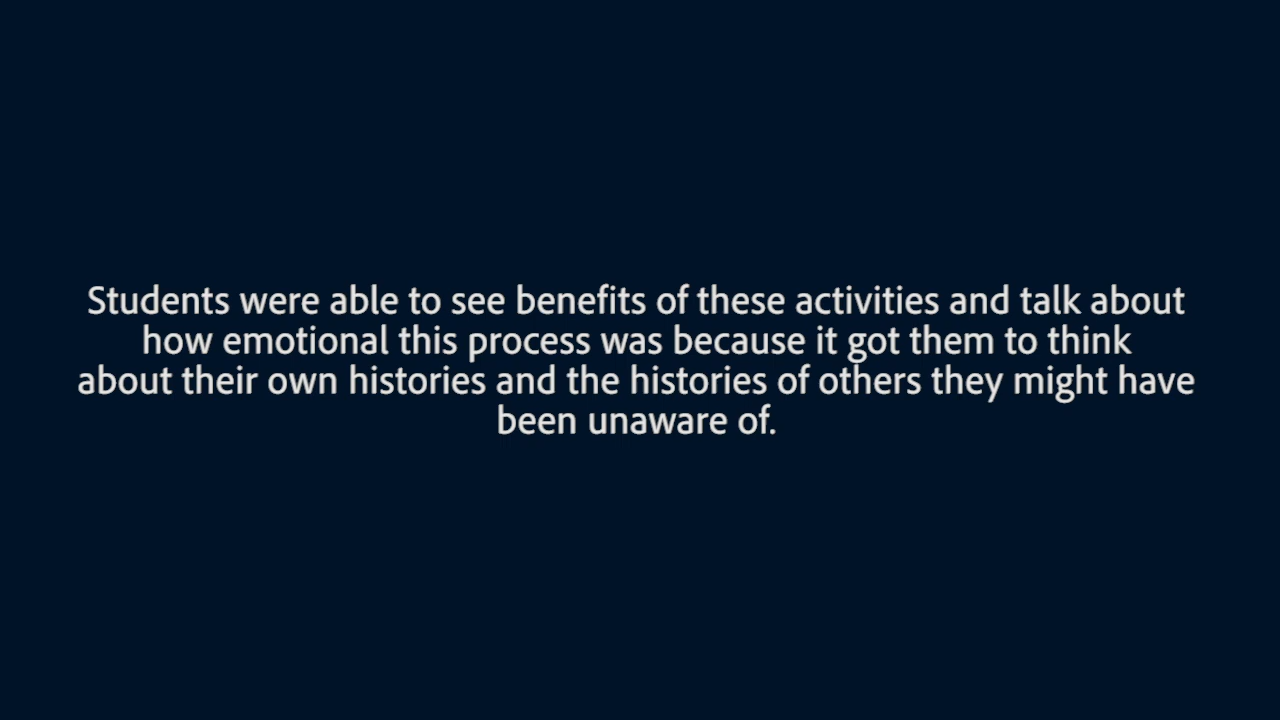 Students were able to see benefits of these activities and talk about
how emotional this process was because it got them to think
about their own histories and the histories of others they might have
been unaware of.